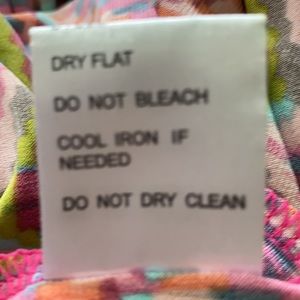 DRY FLAT
DO NOT BLEACH
COOL IRON IF
NEEDED
DO NOT DRY CLEAN